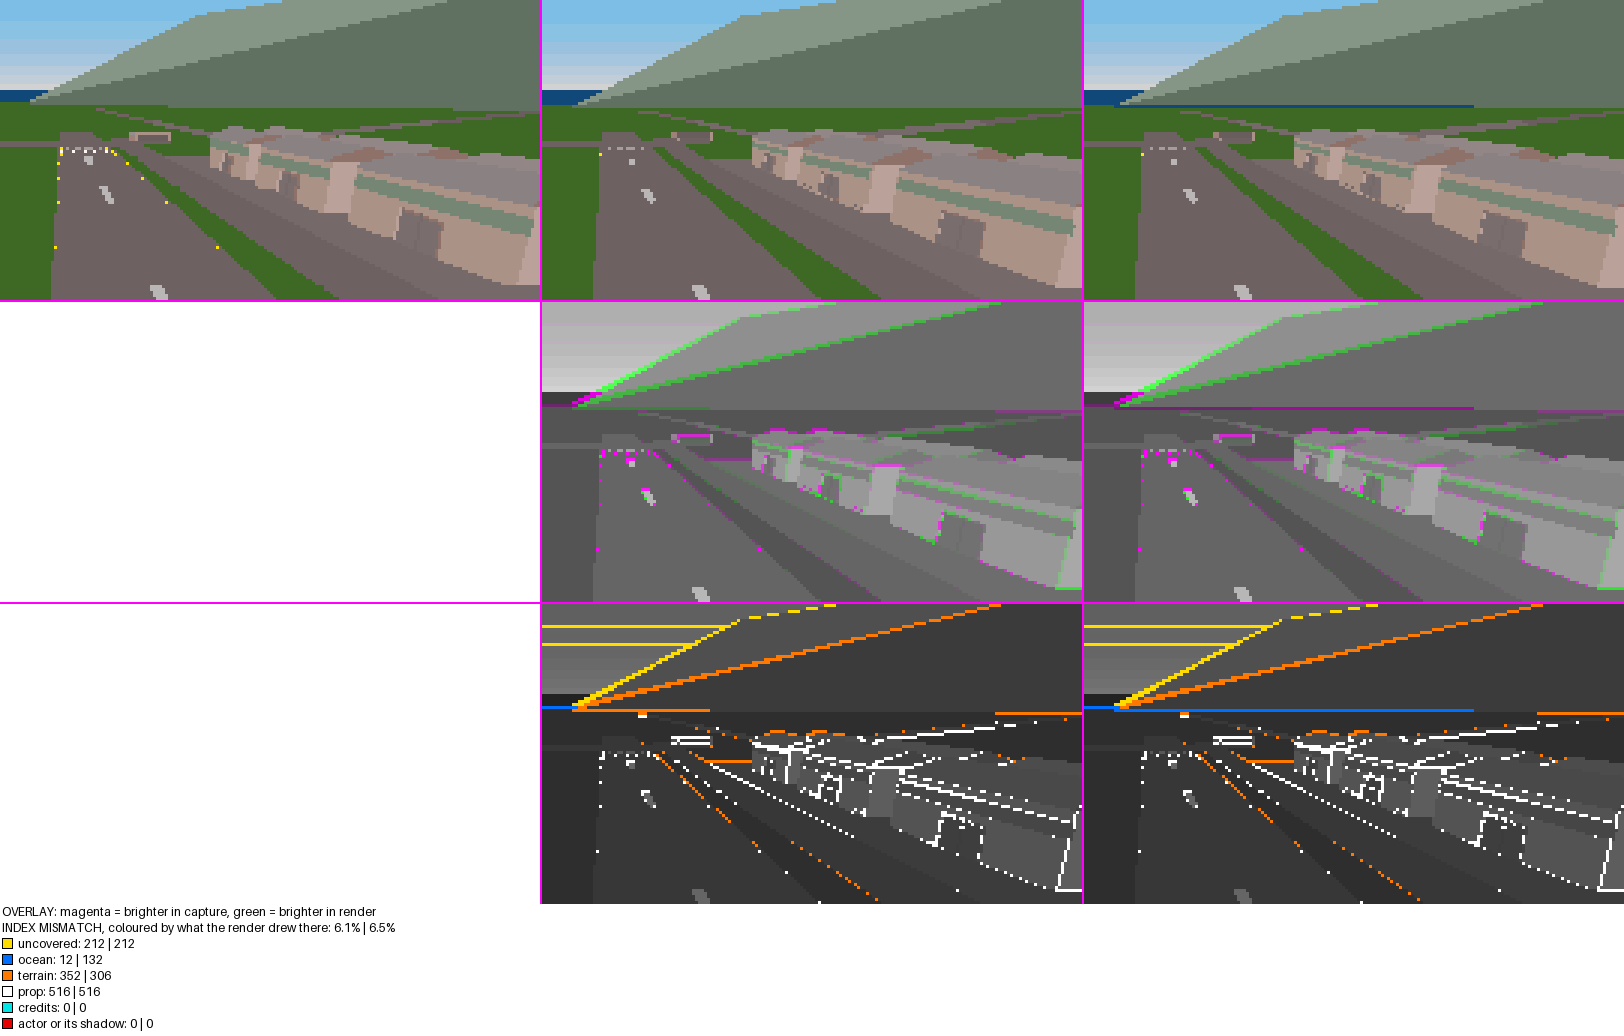 OVERLAY: magenta = brighter in capture, green = brighter in render
INDEX MISMATCH, coloured by what the render drew there: 6.1% | 6.5%
uncovered: 212 | 212
ocean: 12 | 132
terrain: 352 | 306
prop: 516 | 516
credits: 0 | 0
actor or its shadow: 0 | 0